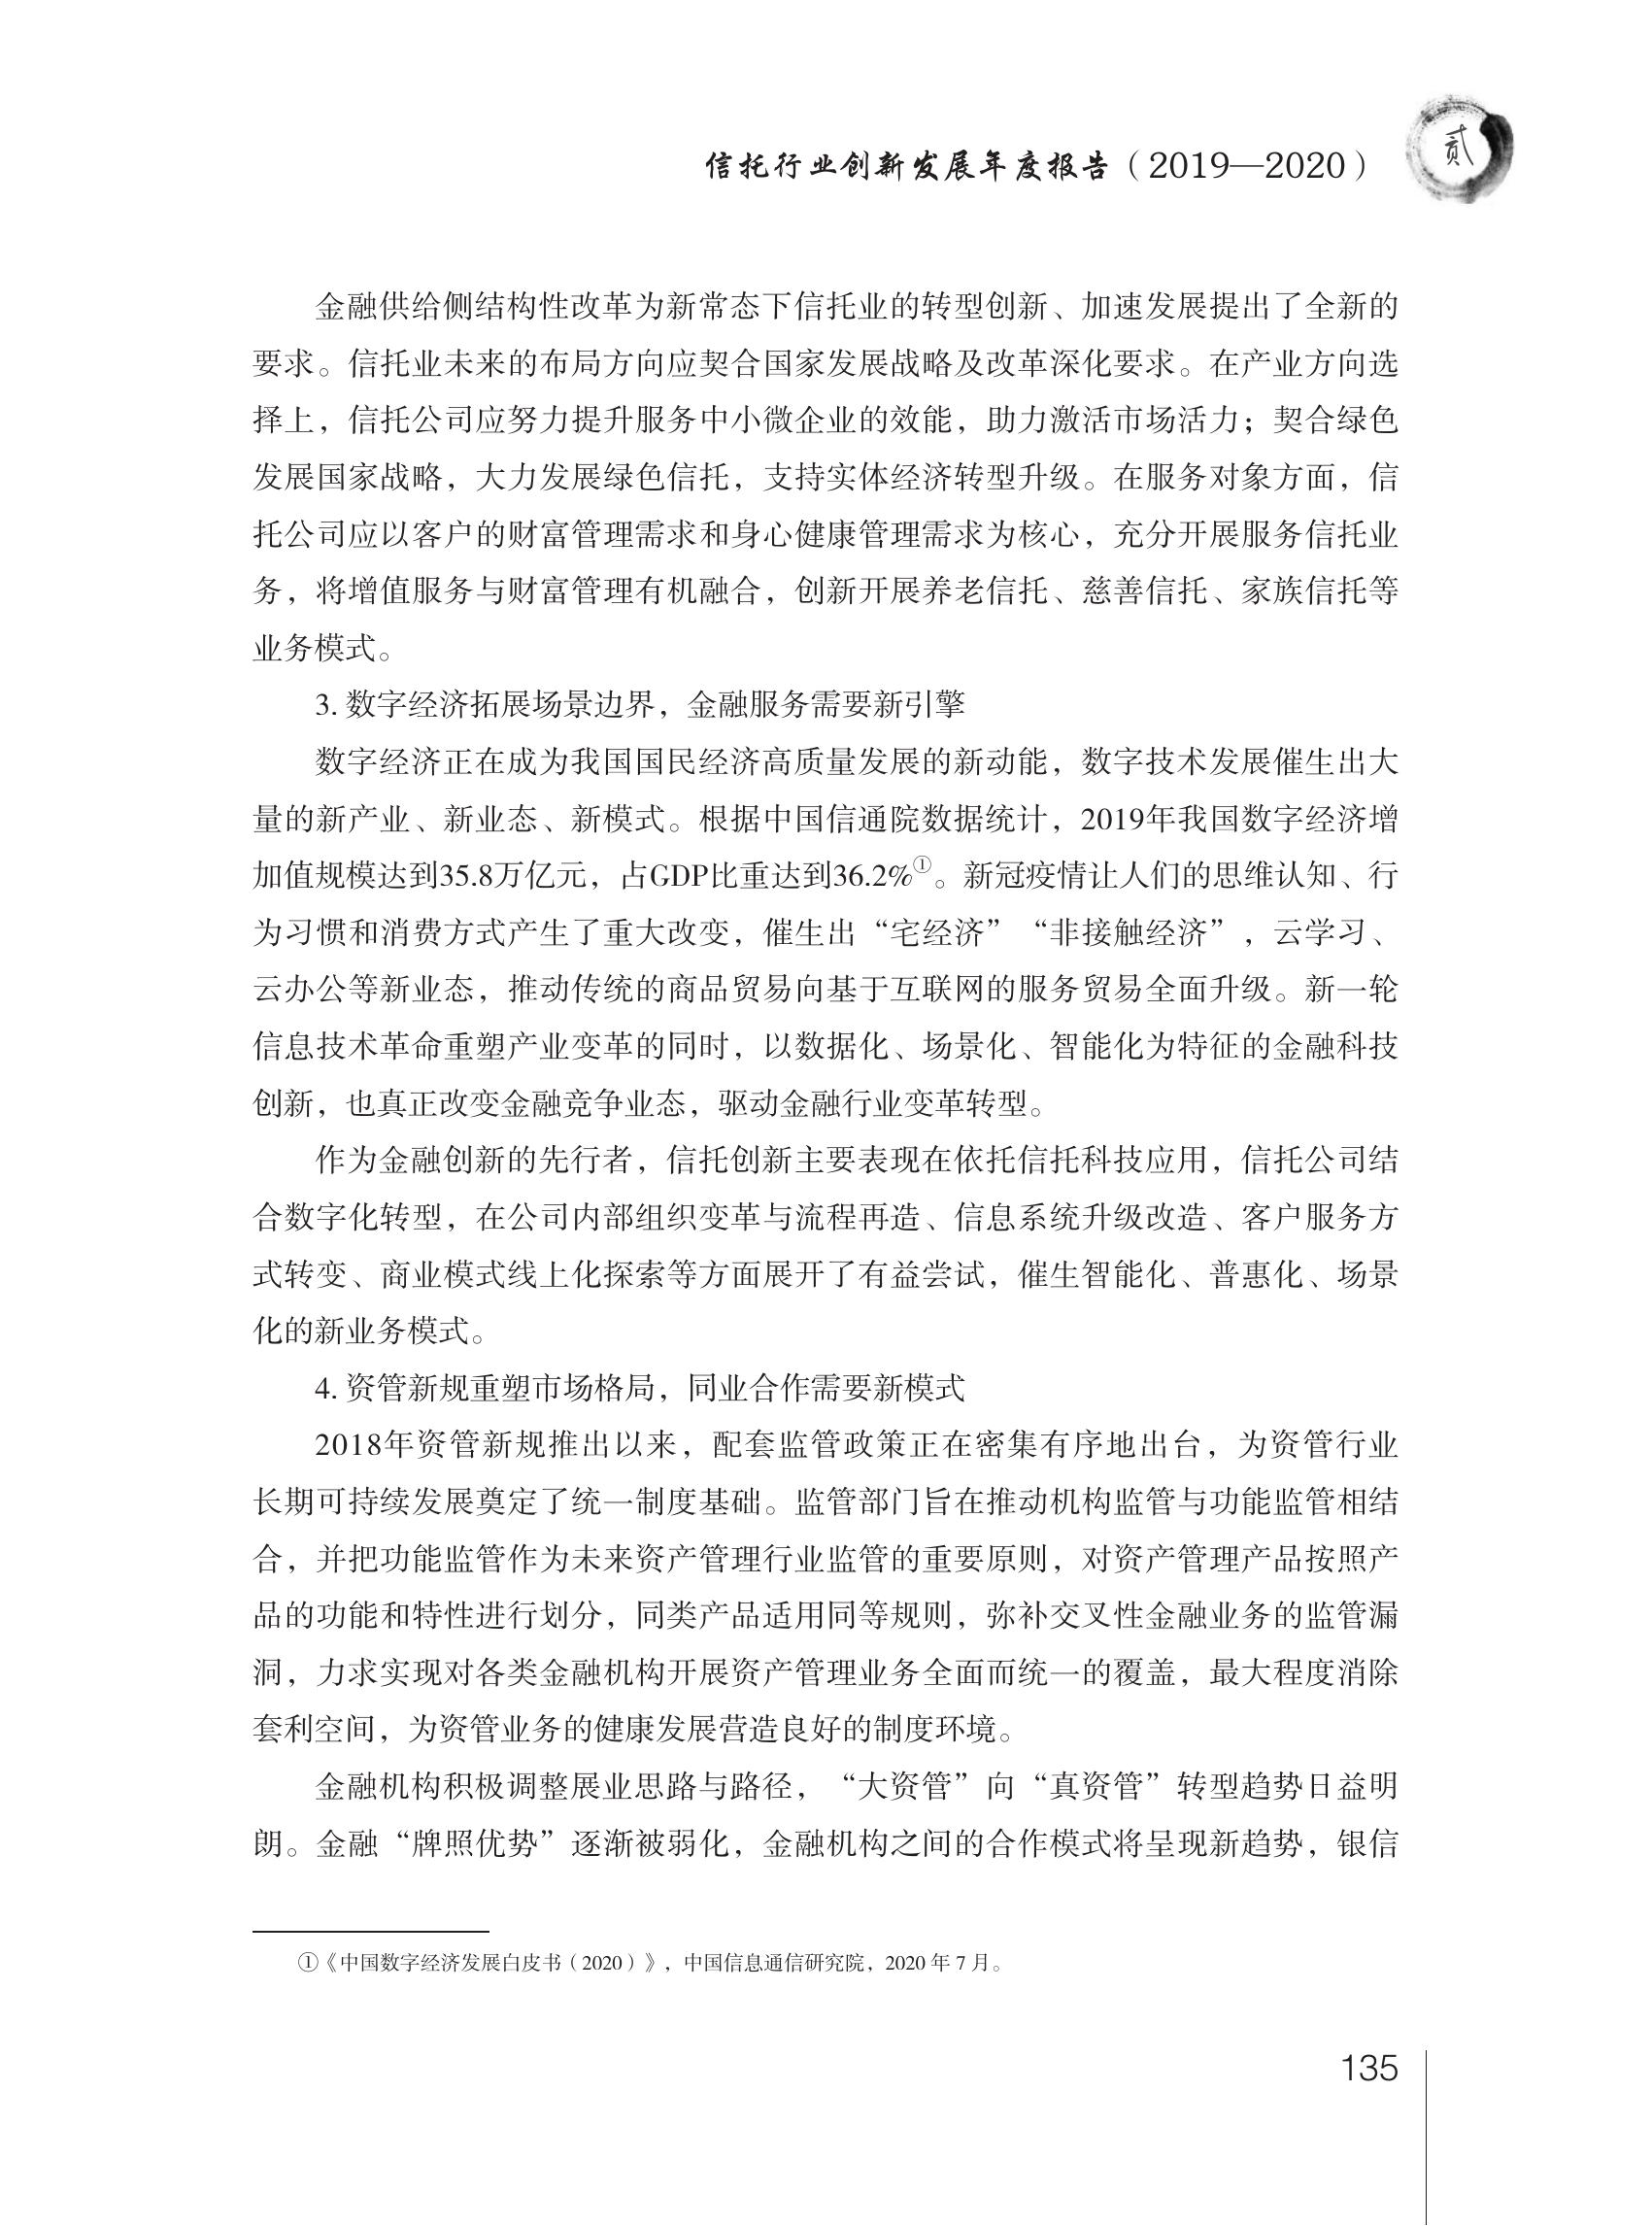 信托行业创新发展年度报告（2019—2020）
贰
金融供给侧结构性改革为新常态下信托业的转型创新、加速发展提出了全新的
要求。信托业未来的布局方向应契合国家发展战略及改革深化要求。在产业方向选
择上，信托公司应努力提升服务中小微企业的效能，助力激活市场活力；契合绿色
发展国家战略，大力发展绿色信托，支持实体经济转型升级。在服务对象方面，信
托公司应以客户的财富管理需求和身心健康管理需求为核心，充分开展服务信托业
务，将增值服务与财富管理有机融合，创新开展养老信托、慈善信托、家族信托等
业务模式。
3. 数字经济拓展场景边界，金融服务需要新引擎
数字经济正在成为我国国民经济高质量发展的新动能，数字技术发展催生出大
量的新产业、新业态、新模式。根据中国信通院数据统计，2019年我国数字经济增
加值规模达到35.8万亿元，占GDP比重达到36.2%①。新冠疫情让人们的思维认知、行
为习惯和消费方式产生了重大改变，催生出“宅经济”“非接触经济”，云学习、
云办公等新业态，推动传统的商品贸易向基于互联网的服务贸易全面升级。新一轮
信息技术革命重塑产业变革的同时，以数据化、场景化、智能化为特征的金融科技
创新，也真正改变金融竞争业态，驱动金融行业变革转型。
作为金融创新的先行者，信托创新主要表现在依托信托科技应用，信托公司结
合数字化转型，在公司内部组织变革与流程再造、信息系统升级改造、客户服务方
式转变、商业模式线上化探索等方面展开了有益尝试，催生智能化、普惠化、场景
化的新业务模式。
4. 资管新规重塑市场格局，同业合作需要新模式
2018年资管新规推出以来，配套监管政策正在密集有序地出台，为资管行业
长期可持续发展奠定了统一制度基础。监管部门旨在推动机构监管与功能监管相结
合，并把功能监管作为未来资产管理行业监管的重要原则，对资产管理产品按照产
品的功能和特性进行划分，同类产品适用同等规则，弥补交叉性金融业务的监管漏
洞，力求实现对各类金融机构开展资产管理业务全面而统一的覆盖，最大程度消除
套利空间，为资管业务的健康发展营造良好的制度环境。
金融机构积极调整展业思路与路径，“大资管”向“真资管”转型趋势日益明
朗。金融“牌照优势”逐渐被弱化，金融机构之间的合作模式将呈现新趋势，银信
①《中国数字经济发展白皮书（2020）》，中国信息通信研究院，2020 年 7 月。
135